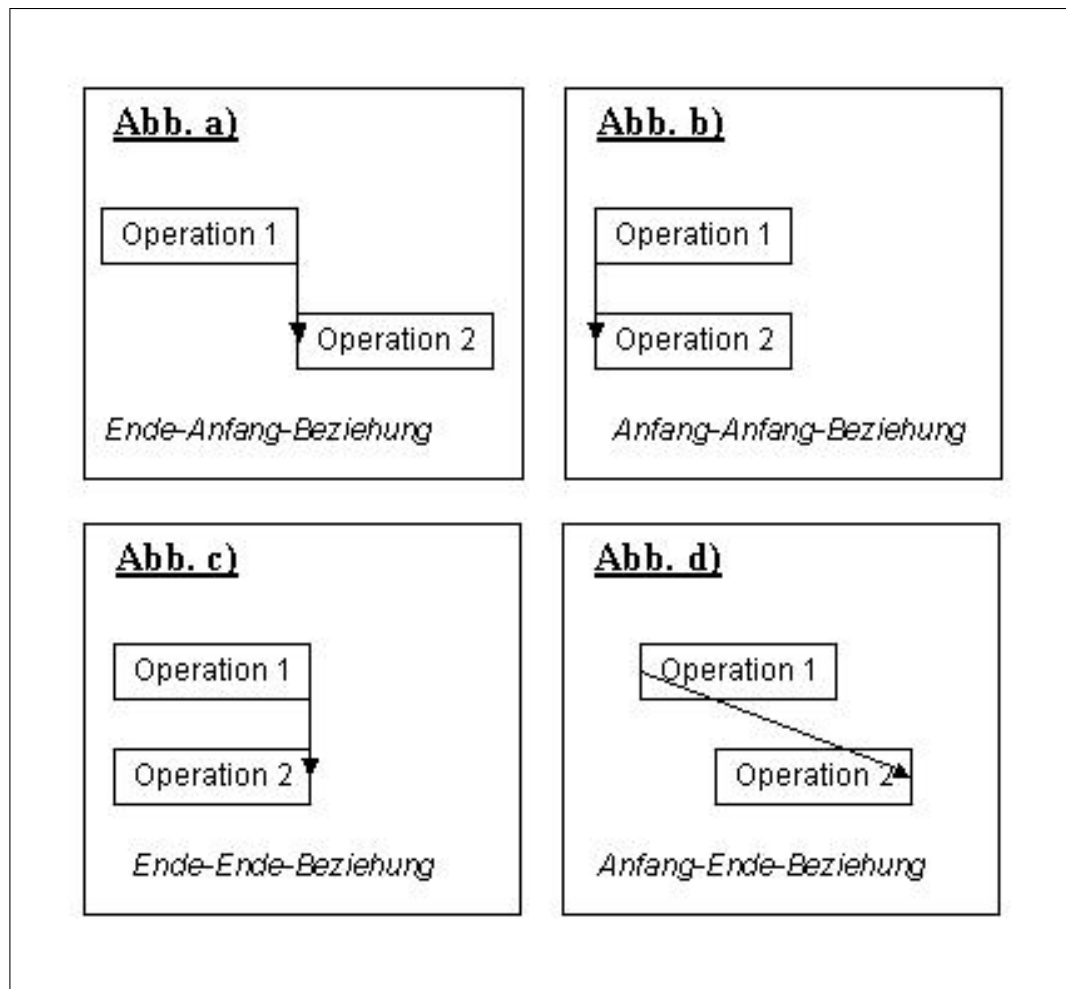 Abb. a)
Operation 1
Operation 2
Ende-Anfang-Beziehung
Abb. b)
Operation 1
Operation 2
Anfang-Anfang-Beziehung
Abb. c)
Operation 1
Operation 2
Ende-Ende-Beziehung
Abb. d)
Operation 1
Operation 2
Anfang-Ende-Beziehung